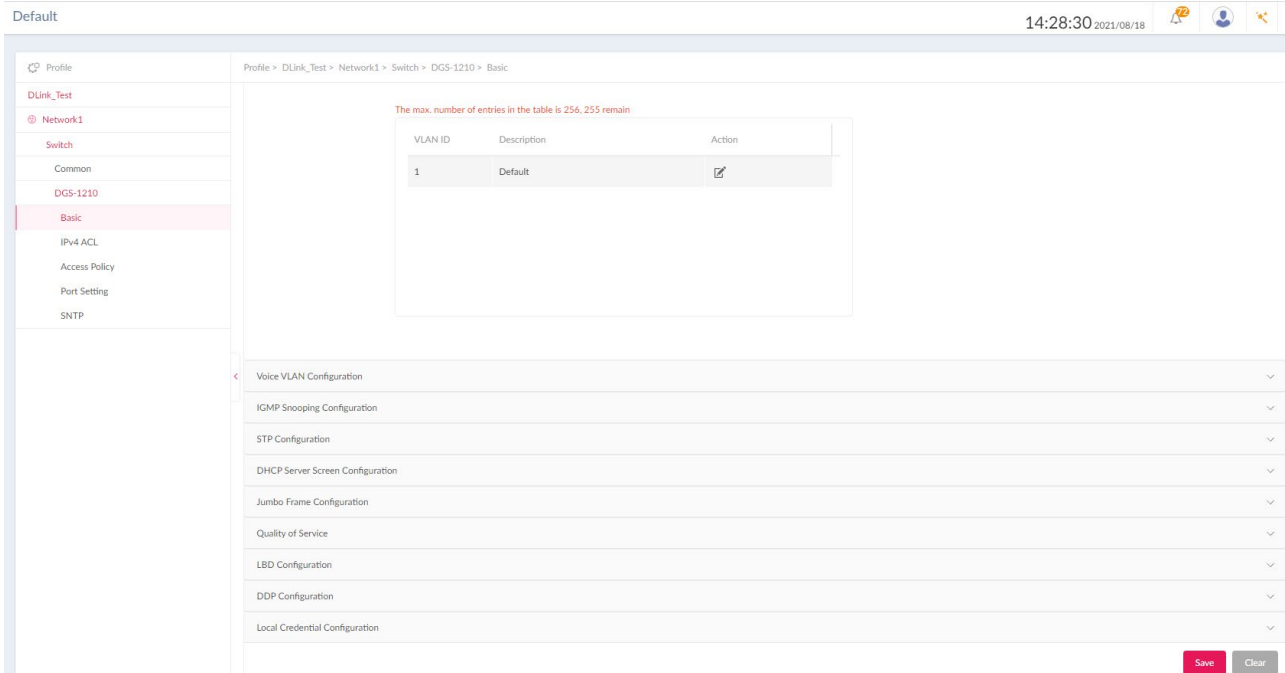 Default
14:28:30 2021/08/18
72
Profile
DLink_Test
Network1
Switch
Common
DGS-1210
Basic
IPv4 ACL
Access Policy
Port Setting
SNTP
Profile > DLink_Test > Network1 > Switch > DGS-1210 > Basic
The max. number of entries in the table is 256, 255 remain
VLAN ID Description Action
1 Default
Voice VLAN Configuration
IGMP Snooping Configuration
STP Configuration
DHCP Server Screen Configuration
Jumbo Frame Configuration
Quality of Service
LBD Configuration
DDP Configuration
Local Credential Configuration
Save Clear